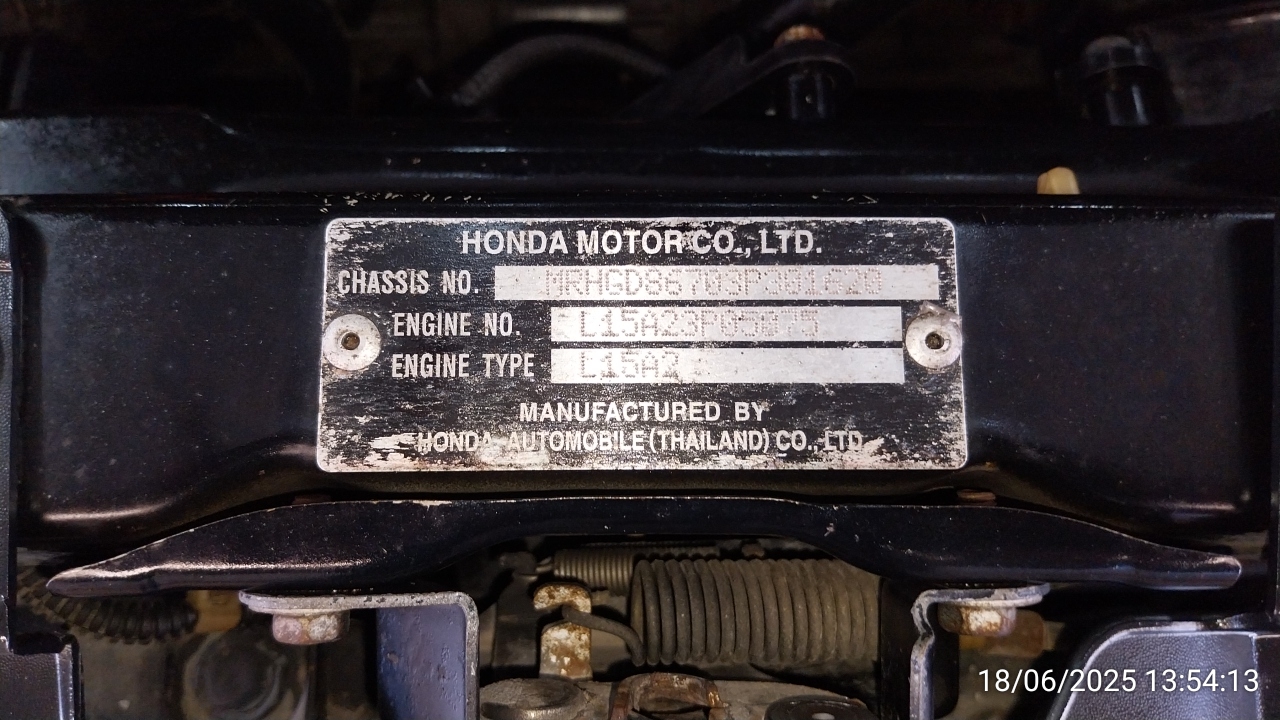 HONDA MOTOR CO., LTD.
CHASSIS NO. MRHGD86703P301620
ENGINE NO. L15A23P05075
ENGINE TYPE L15A2
MANUFACTURED BY
HONDA AUTOMOBILE (THAILAND) CO., LTD.
18/06/2025 13:54:13